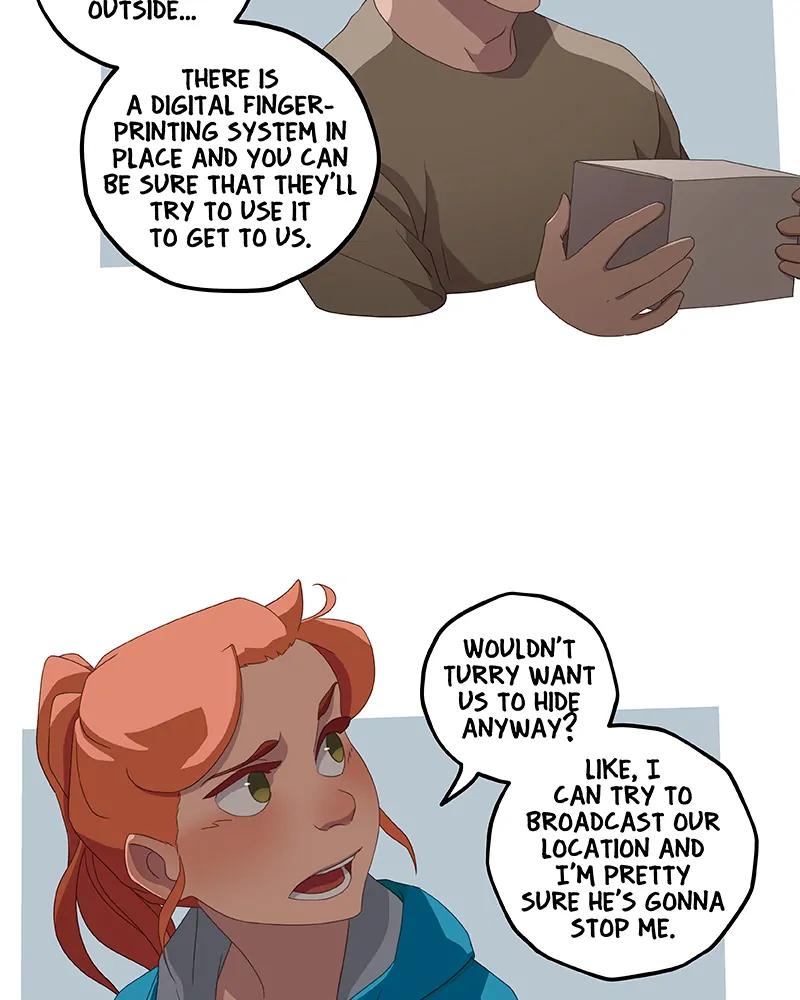 OUTSIDE...
THERE IS
A DIGITAL FINGER-
PRINTING SYSTEM IN
PLACE AND YOU CAN
BE SURE THAT THEY'LL
TRY TO USE IT
TO GET TO US.
WOULDN'T
TURRY WANT
US TO HIDE
ANYWAY?
LIKE, I
CAN TRY TO
BROADCAST OUR
LOCATION AND
I'M PRETTY
SURE HE'S GONNA
STOP ME.